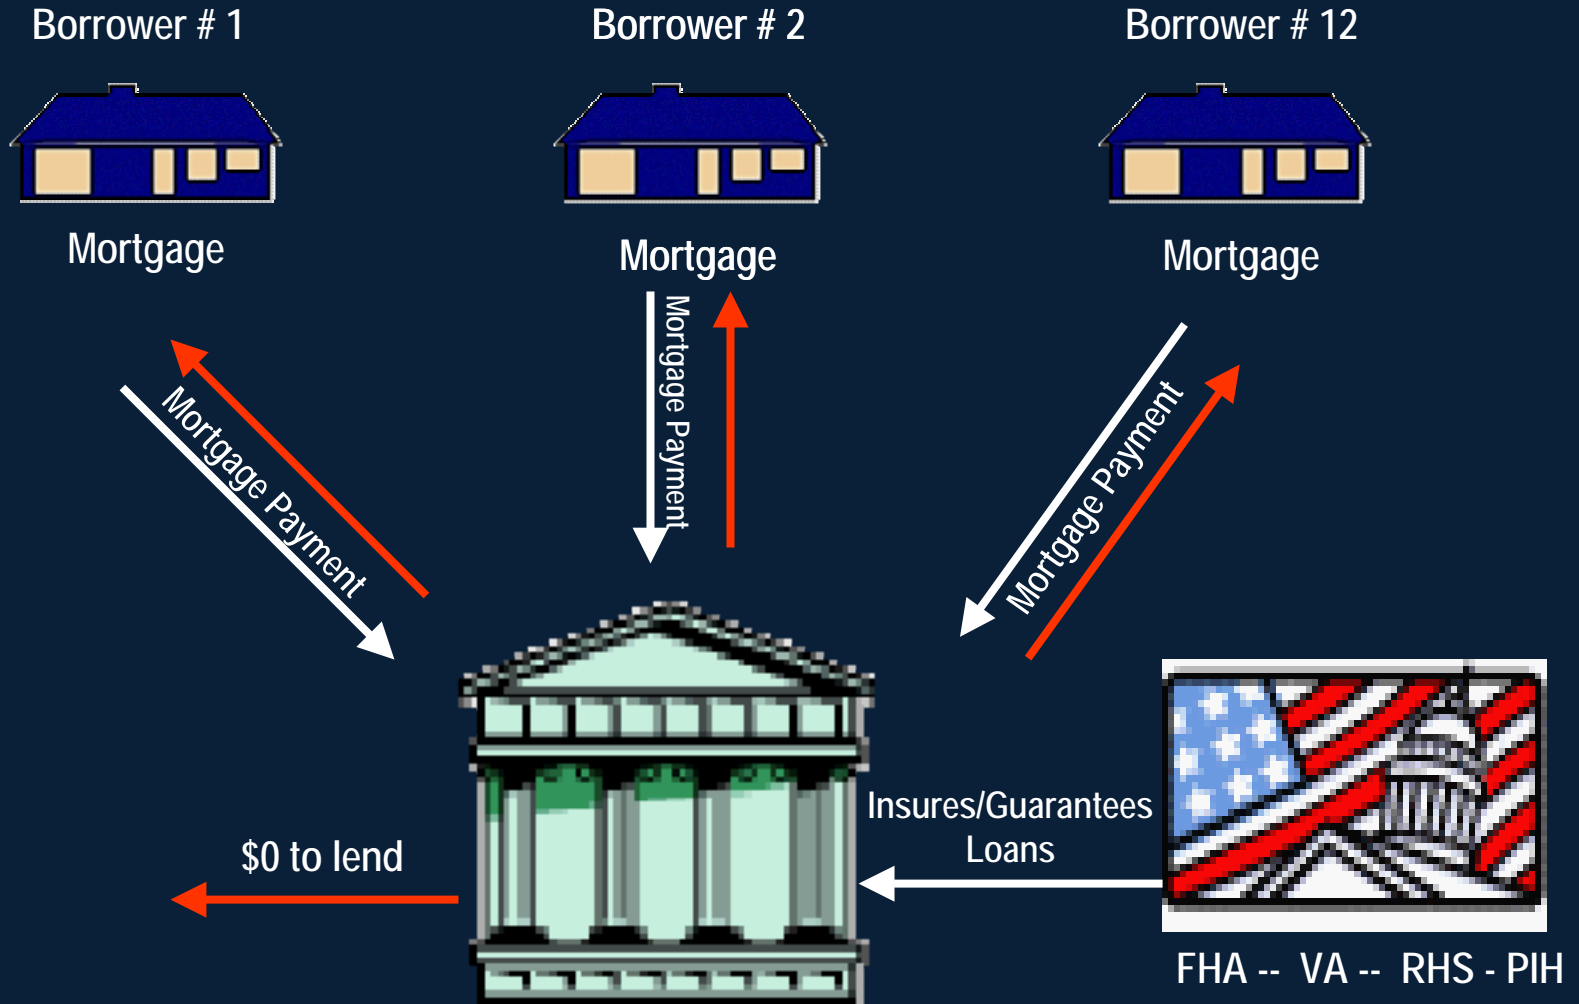 Borrower # 1
Borrower # 2
Borrower # 12
Mortgage
Mortgage
Mortgage
Mortgage Payment
Mortgage Payment
Mortgage Payment
$0 to lend
Insures/Guarantees
Loans
FHA -- VA -- RHS - PIH